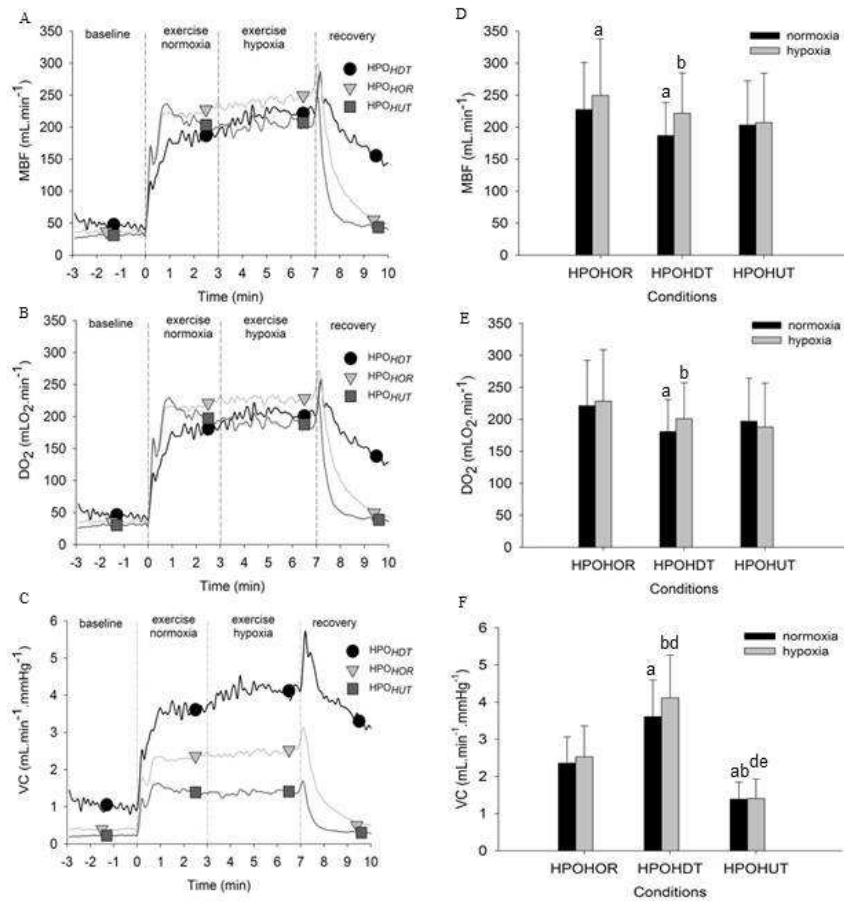 A
baseline
exercise normoxia
exercise hypoxia
recovery
HPOHDT
HPOHOR
HPOHUT
MBF (mL.min⁻¹)
350
300
250
200
150
100
50
0
-3 -2 -1 0 1 2 3 4 5 6 7 8 9 10
Time (min)
B
baseline
exercise normoxia
exercise hypoxia
recovery
HPOHDT
HPOHOR
HPOHUT
DO₂ (mLO₂.min⁻¹)
350
300
250
200
150
100
50
0
-3 -2 -1 0 1 2 3 4 5 6 7 8 9 10
Time (min)
C
baseline
exercise normoxia
exercise hypoxia
recovery
HPOHDT
HPOHOR
HPOHUT
VC (mL.min⁻¹.mmHg⁻¹)
6
5
4
3
2
1
0
-3 -2 -1 0 1 2 3 4 5 6 7 8 9 10
Time (min)
D
normoxia
hypoxia
a
a
b
MBF (mL.min⁻¹)
350
300
250
200
150
100
50
0
HPOHOR HPOHDT HPOHUT
Conditions
E
normoxia
hypoxia
a
b
DO₂ (mLO₂.min⁻¹)
350
300
250
200
150
100
50
0
HPOHOR HPOHDT HPOHUT
Conditions
F
normoxia
hypoxia
a
bd
ab
de
VC (mL.min⁻¹.mmHg⁻¹)
6
5
4
3
2
1
0
HPOHOR HPOHDT HPOHUT
Conditions